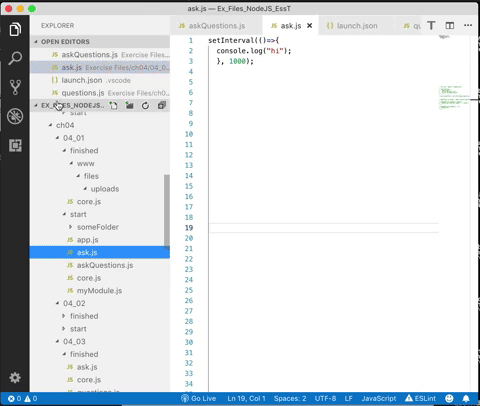 ask.js — Ex_Files_NodeJS_EssT
EXPLORER
askQuestions.js
JS ask.js ×
{ } launch.json
OPEN EDITORS
JS askQuestions.js Exercise Files...
JS ask.js Exercise Files/ch04/04_0...
{ } launch.json .vscode
JS questions.js Exercise Files/ch0...
EX_FILES_NODEJS...
start
ch04
04_01
finished
www
files
uploads
JS core.js
start
someFolder
JS app.js
JS ask.js
JS askQuestions.js
JS core.js
JS myModule.js
04_02
finished
start
04_03
finished
JS ask.js
JS core.js
JS questions.js
1 setInterval(()=>{
2 console.log("hi");
3 }, 1000);
4
5
6
7
8
9
10
11
12
13
14
15
16
17
18
19
20
21
22
23
24
25
26
27
28
29
30
31
32
33
34
0 0
Go Live
Ln 19, Col 1
Spaces: 2
UTF-8
LF
JavaScript
ESLint